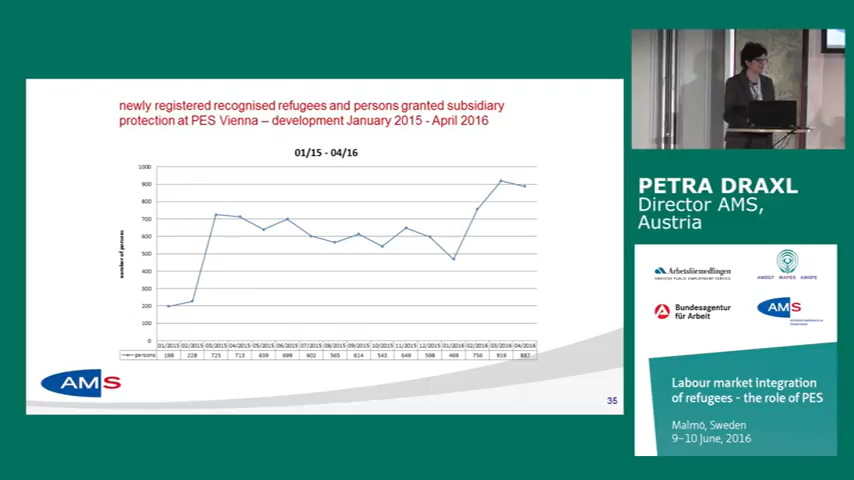 newly registered recognised refugees and persons granted subsidiary
protection at PES Vienna – development January 2015 - April 2016
01/15 - 04/16
1000
900
800
700
600
500
400
300
200
100
0
number of persons
01/2015 02/2015 03/2015 04/2015 05/2015 06/2015 07/2015 08/2015 09/2015 10/2015 11/2015 12/2015 01/2016 02/2016 03/2016 04/2016
persons 198 228 725 713 639 699 602 565 614 543 649 598 469 756 919 882
AMS
35
PETRA DRAXL
Director AMS,
Austria
Arbetsförmedlingen
SWEDISH PUBLIC EMPLOYMENT SERVICE
AMSEP WAPES AMSPE
Bundesagentur
für Arbeit
AMS
Labour market integration
of refugees - the role of PES
Malmö, Sweden
9–10 June, 2016